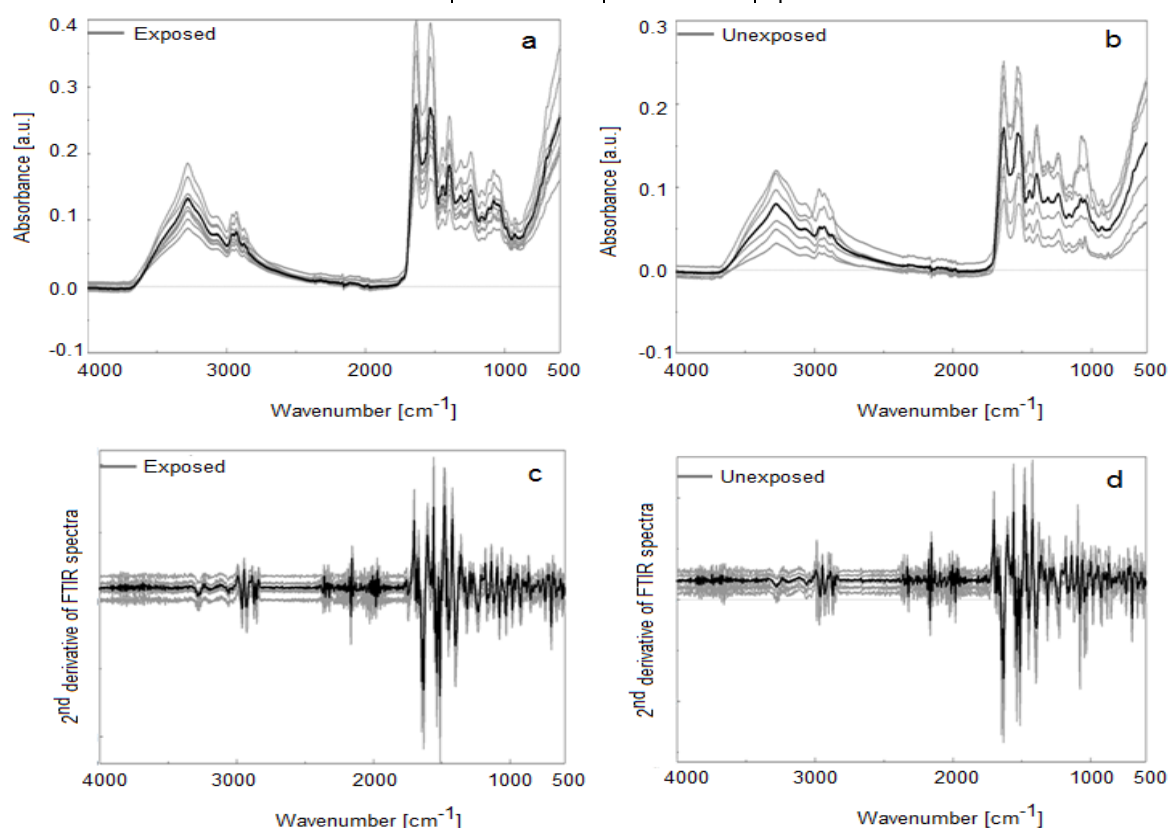 Exposed
a
0.4
0.3
0.2
0.1
0.0
-0.1
Absorbance [a.u.]
4000 3000 2000 1000 500
Wavenumber [cm-1]
Unexposed
b
0.3
0.2
0.1
0.0
-0.1
Absorbance [a.u.]
4000 3000 2000 1000 500
Wavenumber [cm-1]
Exposed
c
2nd derivative of FTIR spectra
4000 3000 2000 1000 500
Wavenumber [cm-1]
Unexposed
d
2nd derivative of FTIR spectra
4000 3000 2000 1000 500
Wavenumber [cm-1]